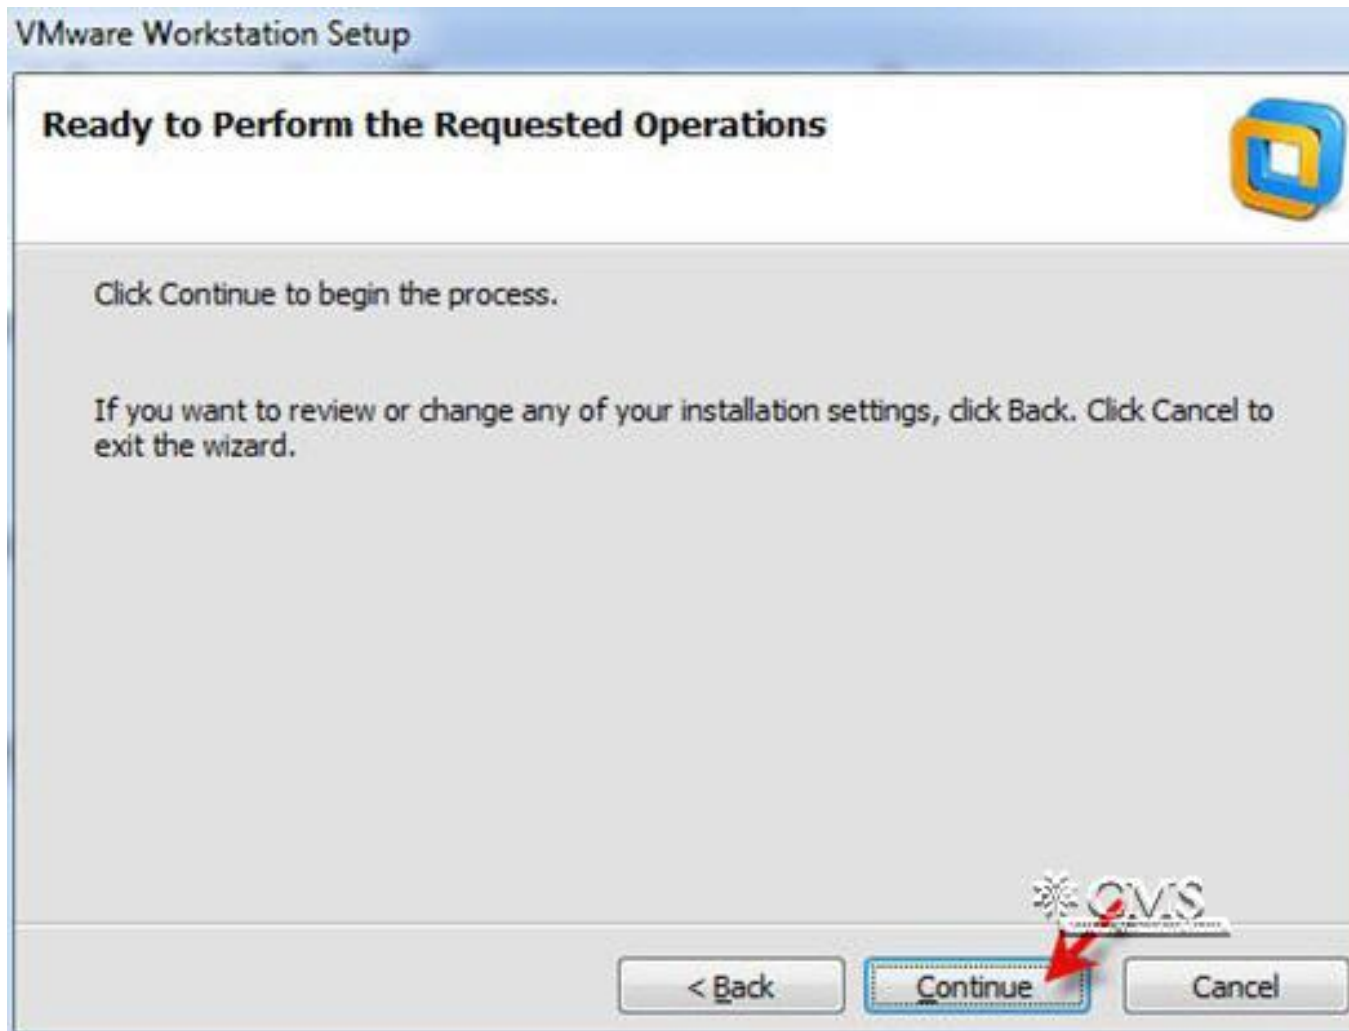 VMware Workstation Setup
Ready to Perform the Requested Operations
Click Continue to begin the process.
If you want to review or change any of your installation settings, click Back. Click Cancel to
exit the wizard.
CMS
< Back Continue Cancel